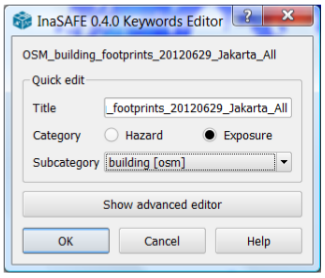 InaSAFE 0.4.0 Keywords Editor
OSM_building_footprints_20120629_Jakarta_All
Quick edit
Title _footprints_20120629_Jakarta_All
Category Hazard Exposure
Subcategory building [osm]
Show advanced editor
OK Cancel Help